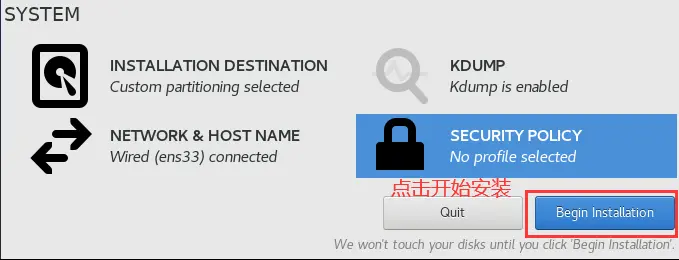 SYSTEM
INSTALLATION DESTINATION
Custom partitioning selected
KDUMP
Kdump is enabled
NETWORK & HOST NAME
Wired (ens33) connected
SECURITY POLICY
No profile selected
点击开始安装
Quit
Begin Installation
We won't touch your disks until you click 'Begin Installation'.